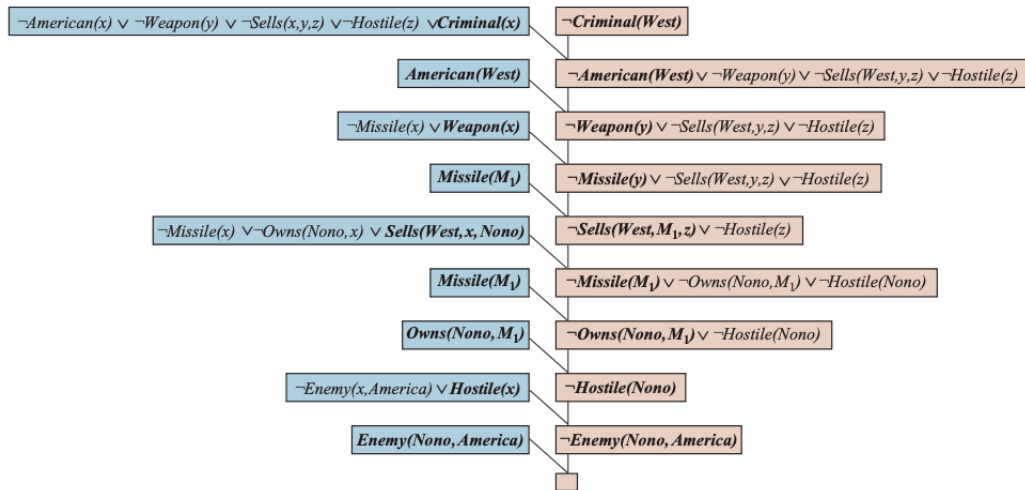 ¬American(x) ∨ ¬Weapon(y) ∨ ¬Sells(x,y,z) ∨ ¬Hostile(z) ∨Criminal(x)
¬Criminal(West)
American(West)
¬American(West) ∨ ¬Weapon(y) ∨ ¬Sells(West,y,z) ∨ ¬Hostile(z)
¬Missile(x) ∨ Weapon(x)
¬Weapon(y) ∨ ¬Sells(West,y,z) ∨ ¬Hostile(z)
Missile(M₁)
¬Missile(y) ∨ ¬Sells(West,y,z) ∨ ¬Hostile(z)
¬Missile(x) ∨ ¬Owns(Nono,x) ∨ Sells(West,x,Nono)
¬Sells(West,M₁,z) ∨ ¬Hostile(z)
Missile(M₁)
¬Missile(M₁) ∨ ¬Owns(Nono,M₁) ∨ ¬Hostile(Nono)
Owns(Nono,M₁)
¬Owns(Nono,M₁) ∨ ¬Hostile(Nono)
¬Enemy(x,America) ∨ Hostile(x)
¬Hostile(Nono)
Enemy(Nono,America)
¬Enemy(Nono,America)